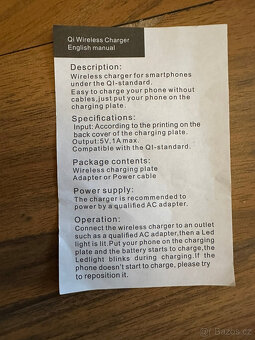 Qi Wireless Charger
English manual
Description:
Wireless charger for smartphones
under the QI-standard.
Easy to charge your phone without
cables,just put your phone on the
charging plate.
Specifications:
Input: According to the printing on the
back cover of the charging plate.
Output:5V,1A max.
Compatible with the QI-standard.
Package contents:
Wireless charging plate
Adapter or Power cable
Power supply:
The charger is recommended to
power by a qualified AC adapter.
Operation:
Connect the wireless charger to an outlet
such as a qualified AC adapter,then a Led
light is lit.Put your phone on the charging
plate and the battery starts to charge,the
Ledlight blinks during charging.If the
phone doesn't start to charge, please try
to reposition it.
sbazar.cz